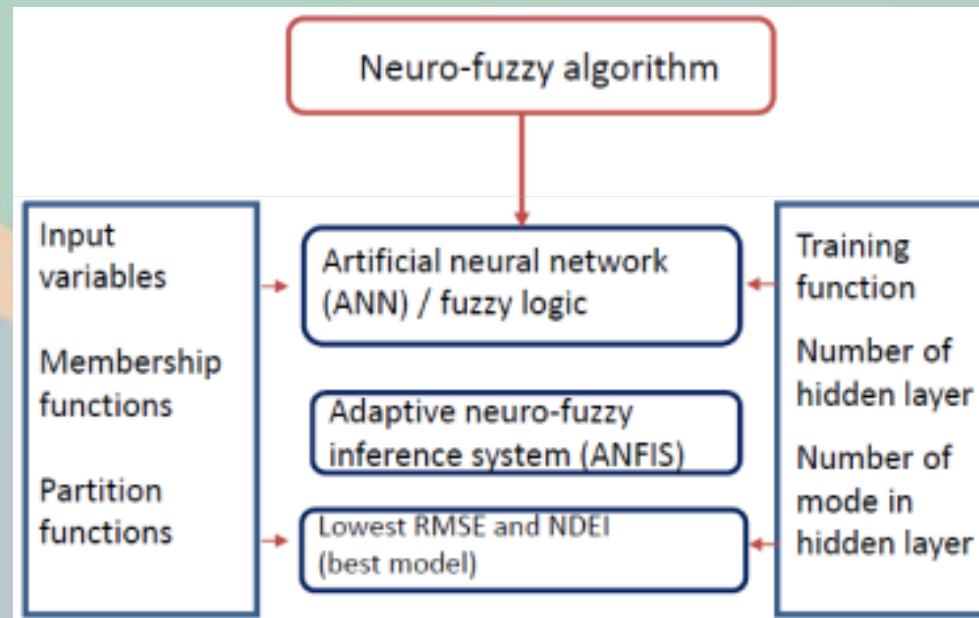 Neuro-fuzzy algorithm
Input
variables
Membership
functions
Partition
functions
Artificial neural network
(ANN) / fuzzy logic
Adaptive neuro-fuzzy
inference system (ANFIS)
Lowest RMSE and NDEI
(best model)
Training
function
Number of
hidden layer
Number of
mode in
hidden layer